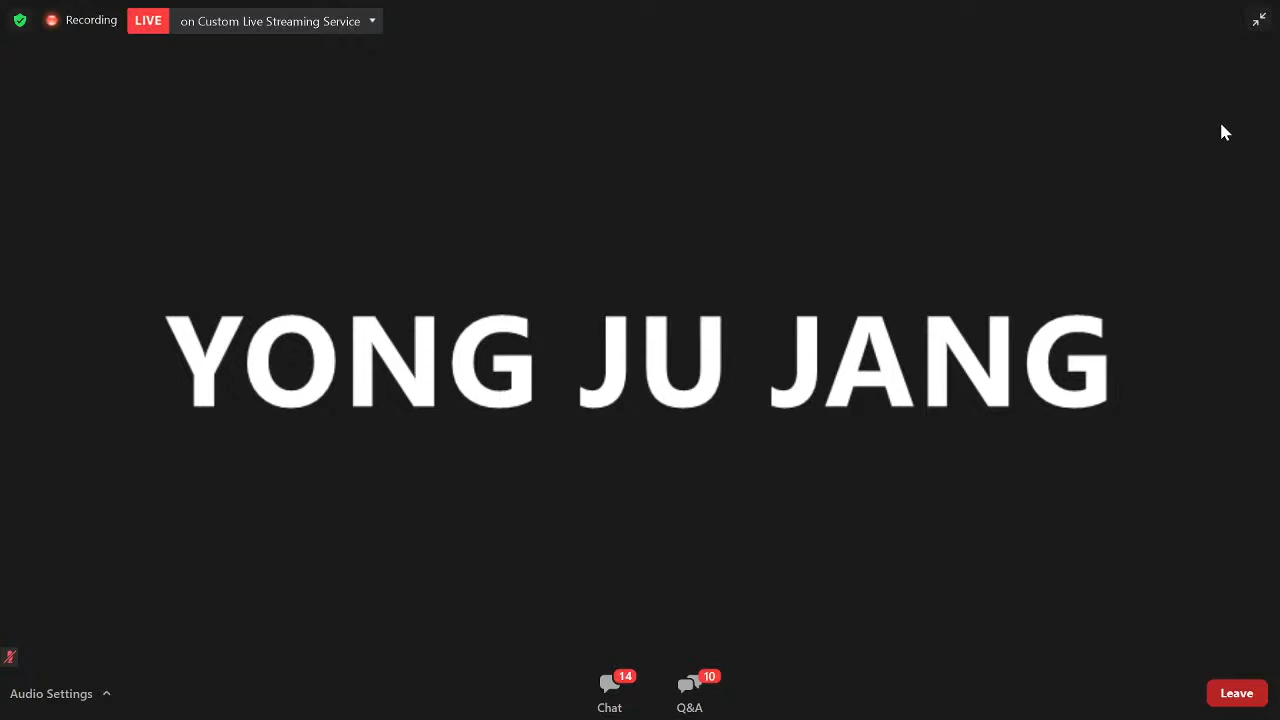 Recording LIVE on Custom Live Streaming Service
YONG JU JANG
14 10
Audio Settings Chat Q&A Leave